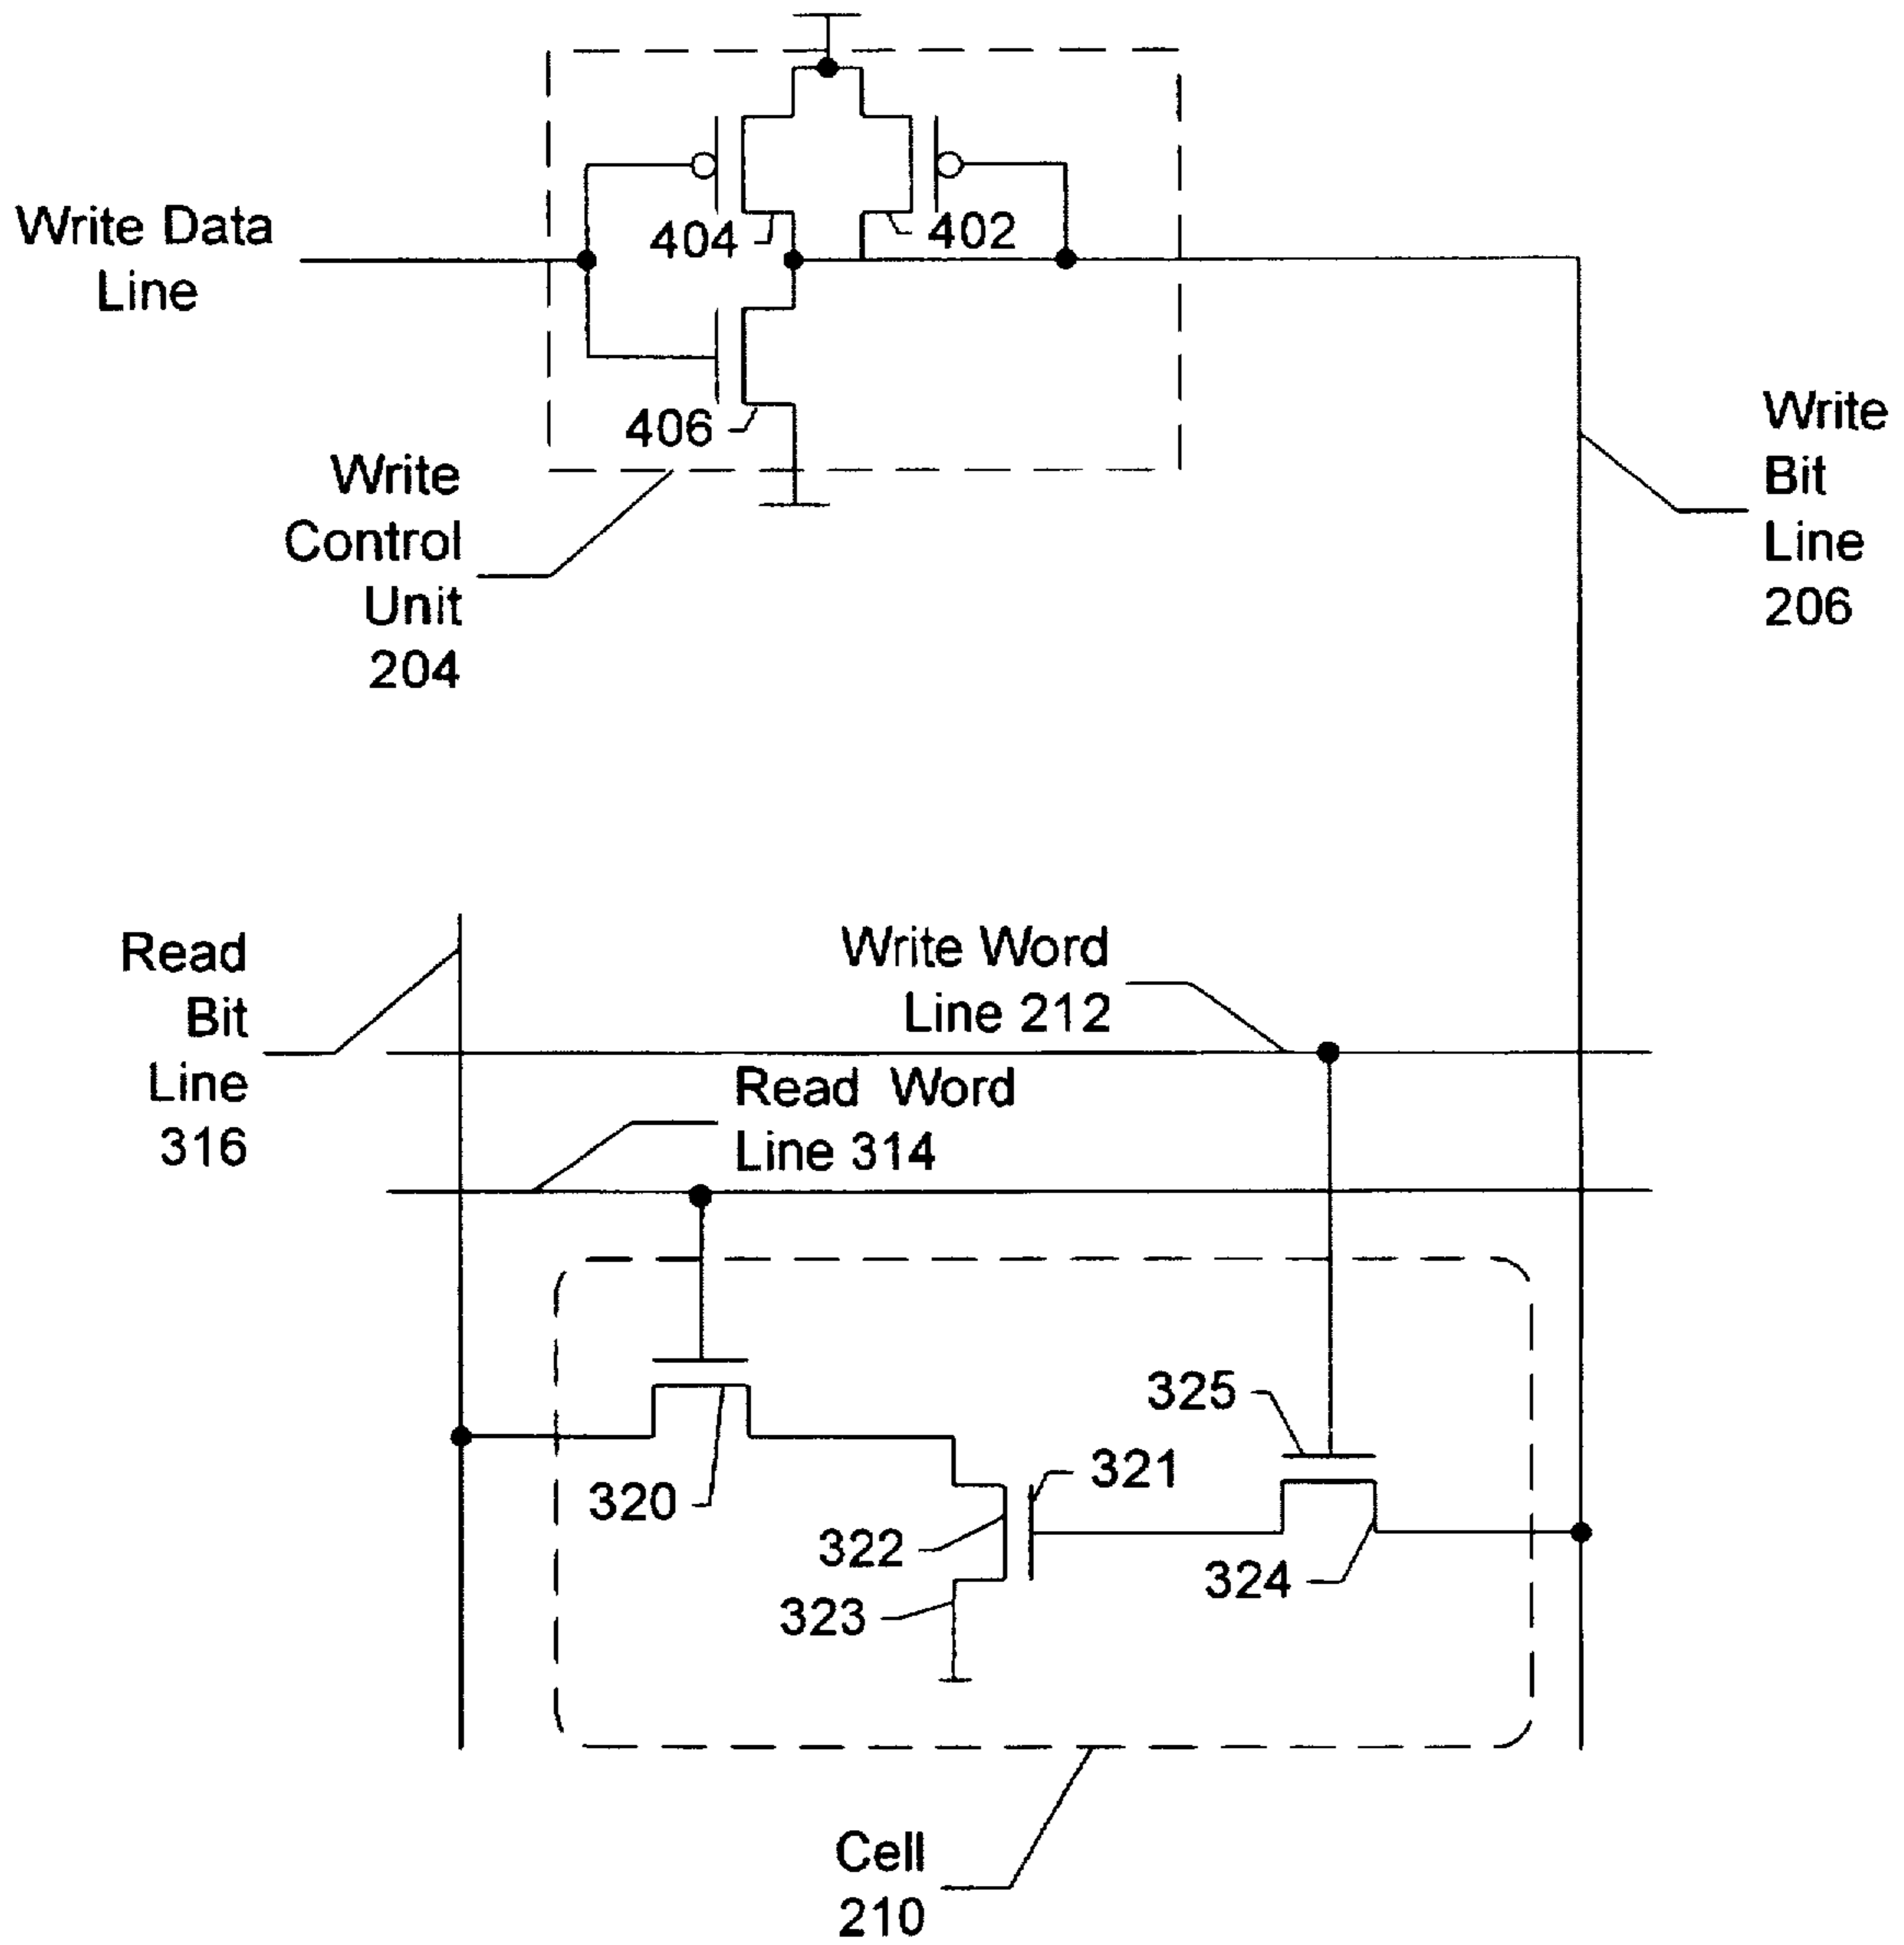 Write Data
Line
404
402
406
Write
Control
Unit
204
Write
Bit
Line
206
Read
Bit
Line
316
Write Word
Line 212
Read Word
Line 314
325
321
320
322
324
323
Cell
210